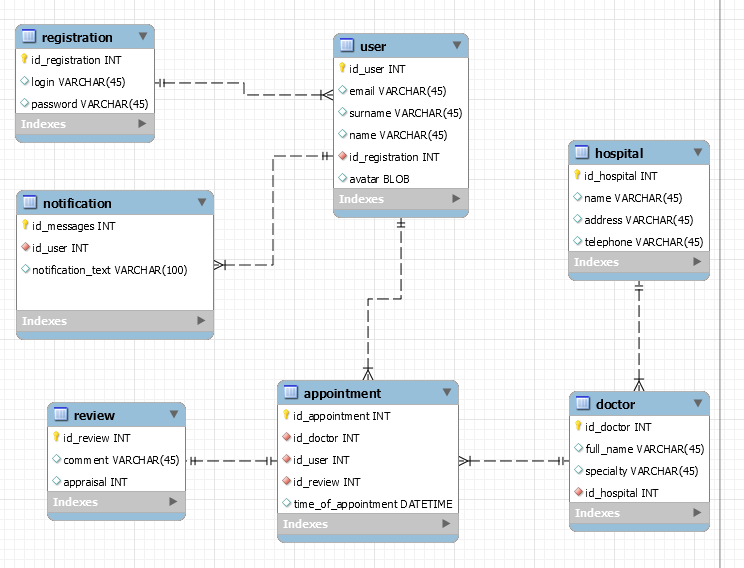 registration
id_registration INT
login VARCHAR(45)
password VARCHAR(45)
Indexes
user
id_user INT
email VARCHAR(45)
surname VARCHAR(45)
name VARCHAR(45)
id_registration INT
avatar BLOB
Indexes
hospital
id_hospital INT
name VARCHAR(45)
address VARCHAR(45)
telephone VARCHAR(45)
Indexes
notification
id_messages INT
id_user INT
notification_text VARCHAR(100)
Indexes
review
id_review INT
comment VARCHAR(45)
appraisal INT
Indexes
appointment
id_appointment INT
id_doctor INT
id_user INT
id_review INT
time_of_appointment DATETIME
Indexes
doctor
id_doctor INT
full_name VARCHAR(45)
specialty VARCHAR(45)
id_hospital INT
Indexes